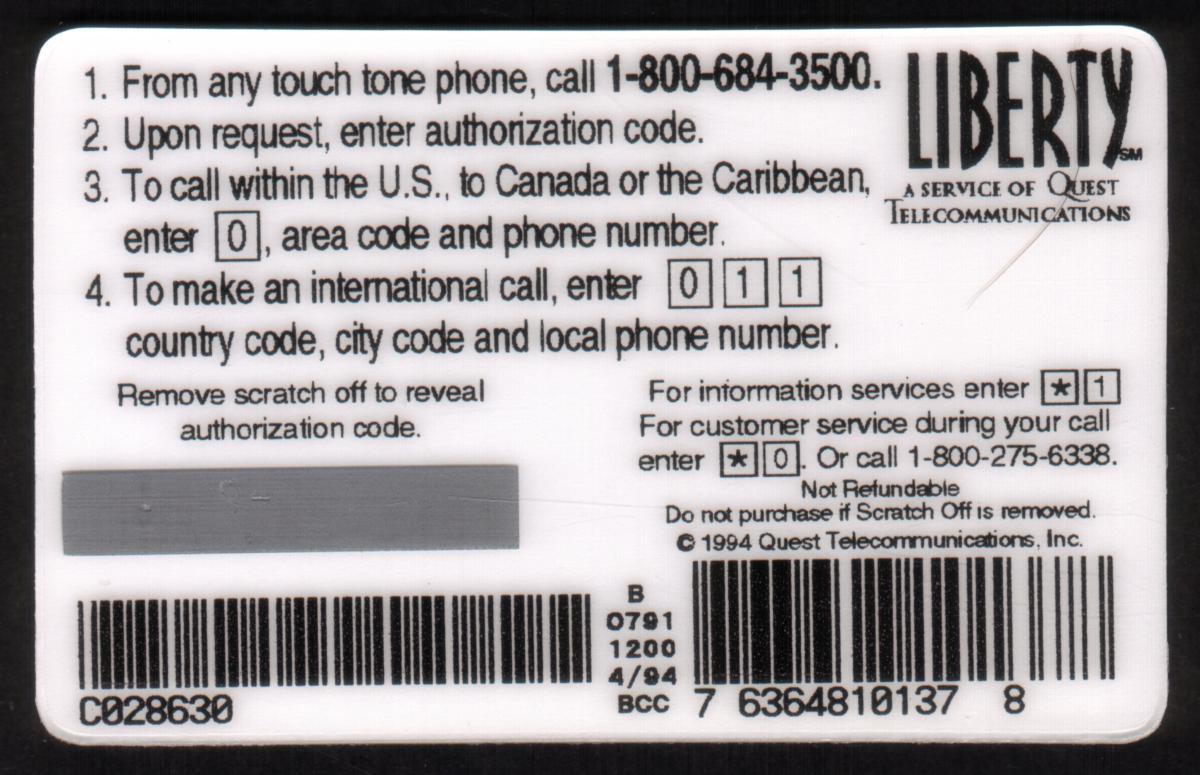 1. From any touch tone phone, call 1-800-684-3500.
2. Upon request, enter authorization code.
3. To call within the U.S., to Canada or the Caribbean,
enter 0, area code and phone number.
4. To make an international call, enter 0 1 1
country code, city code and local phone number.
LIBERTY SM
A SERVICE OF QUEST
TELECOMMUNICATIONS
Remove scratch off to reveal
authorization code.
For information services enter * 1
For customer service during your call
enter * 0. Or call 1-800-275-6338.
Not Refundable
Do not purchase if Scratch Off is removed.
© 1994 Quest Telecommunications, Inc.
C028630
B
0791
1200
4/94
BCC
7 6364810137 8